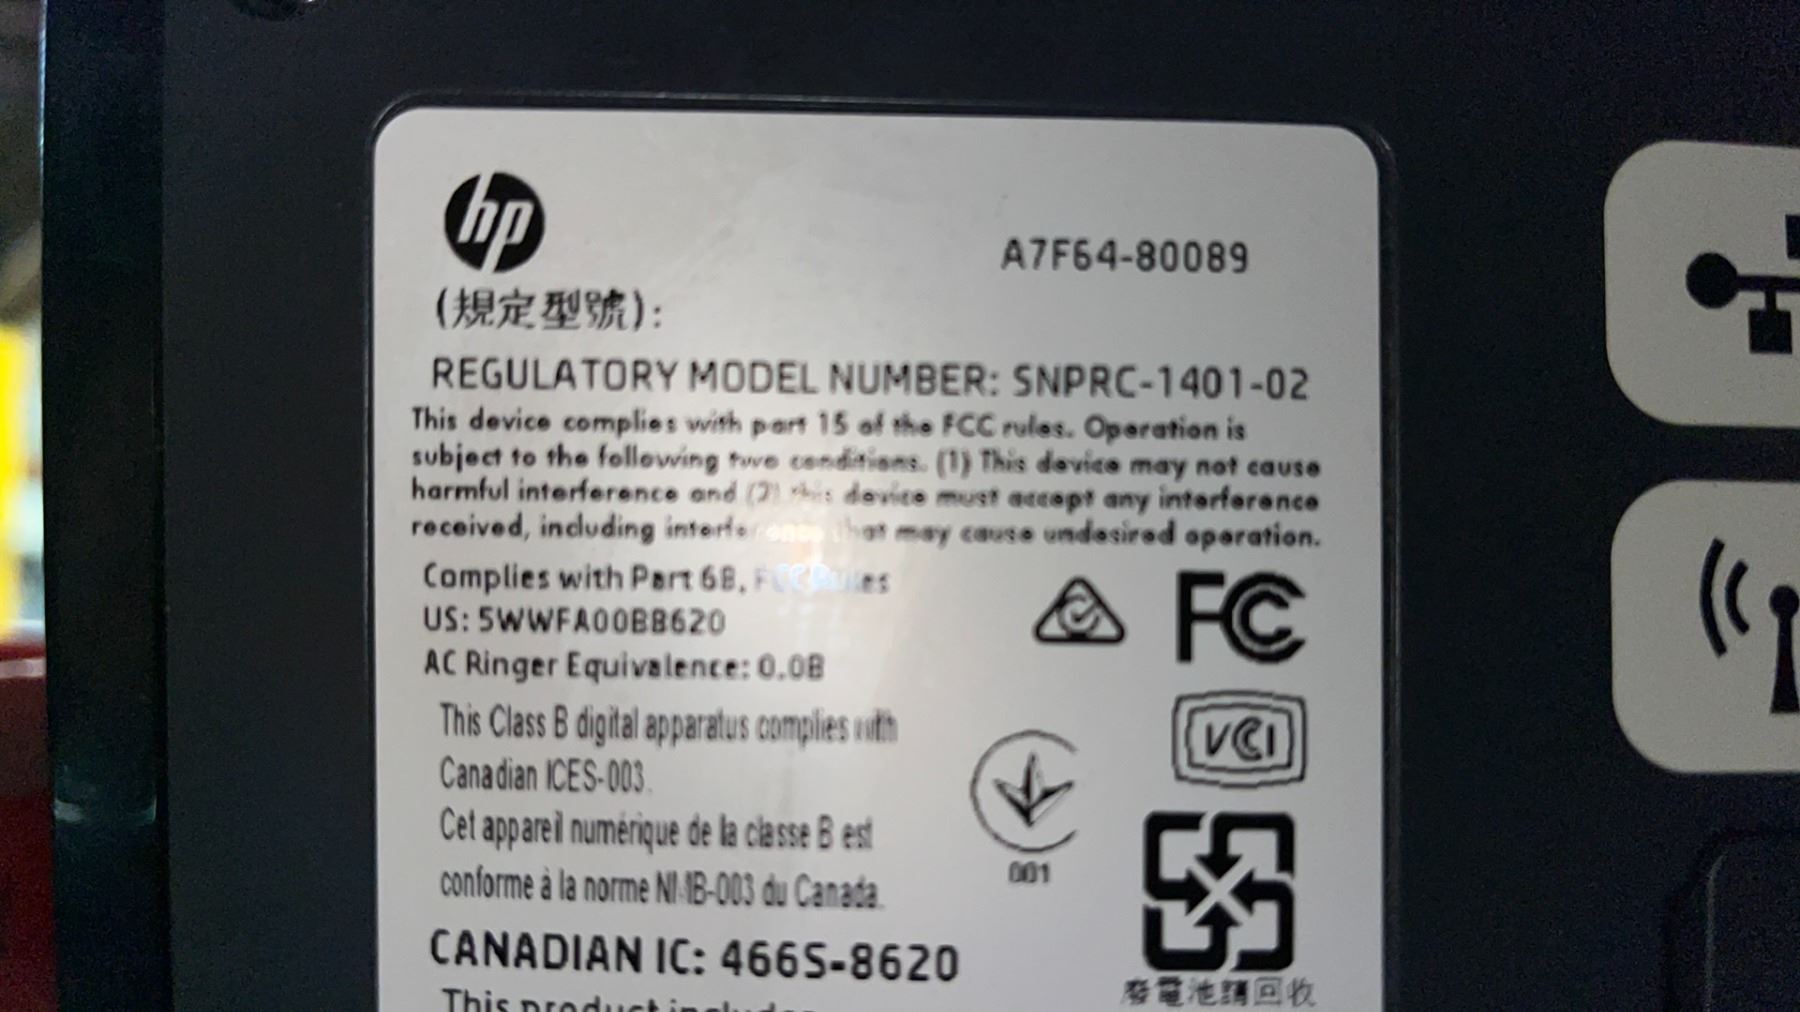 hp
A7F64-80089
(規定型號):
REGULATORY MODEL NUMBER: SNPRC-1401-02
This device complies with part 15 of the FCC rules. Operation is
subject to the following two conditions. (1) This device may not cause
harmful interference and (2) this device must accept any interference
received, including interference that may cause undesired operation.
Complies with Part 68, FCC Rules
US: 5WWFA00B8620
AC Ringer Equivalence: 0.0B
This Class B digital apparatus complies with
Canadian ICES-003.
Cet appareil numérique de la classe B est
conforme à la norme NMB-003 du Canada.
CANADIAN IC: 466S-8620
This product includes
FC
VCI
001
廢電池請回收